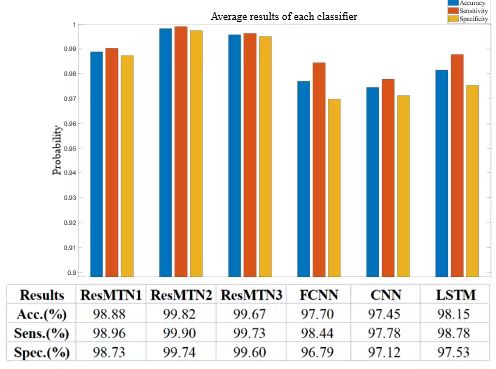 Average results of each classifier
Accuracy
Sensitivity
Specificity
Probability
1
0.99
0.98
0.97
0.96
0.95
0.94
0.93
0.92
0.91
0.9
Results ResMTN1 ResMTN2 ResMTN3 FCNN CNN LSTM
Acc.(%) 98.88 99.82 99.67 97.70 97.45 98.15
Sens.(%) 98.96 99.90 99.73 98.44 97.78 98.78
Spec.(%) 98.73 99.74 99.60 96.79 97.12 97.53